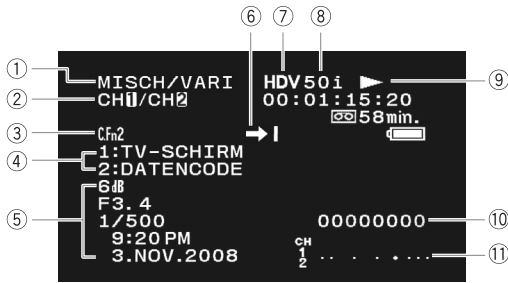 ⑥ ⑦ ⑧
① MISCH/VARI HDV 50i ⑨
② CH1/CH2 00:01:15:20
58min.
③ C.Fn2
④ 1:TV-SCHIRM
2:DATENCODE
⑤ 6dB
F3.4
1/500 00000000 ⑩
9:20 PM
3.NOV.2008
CH
1
2 ⑪